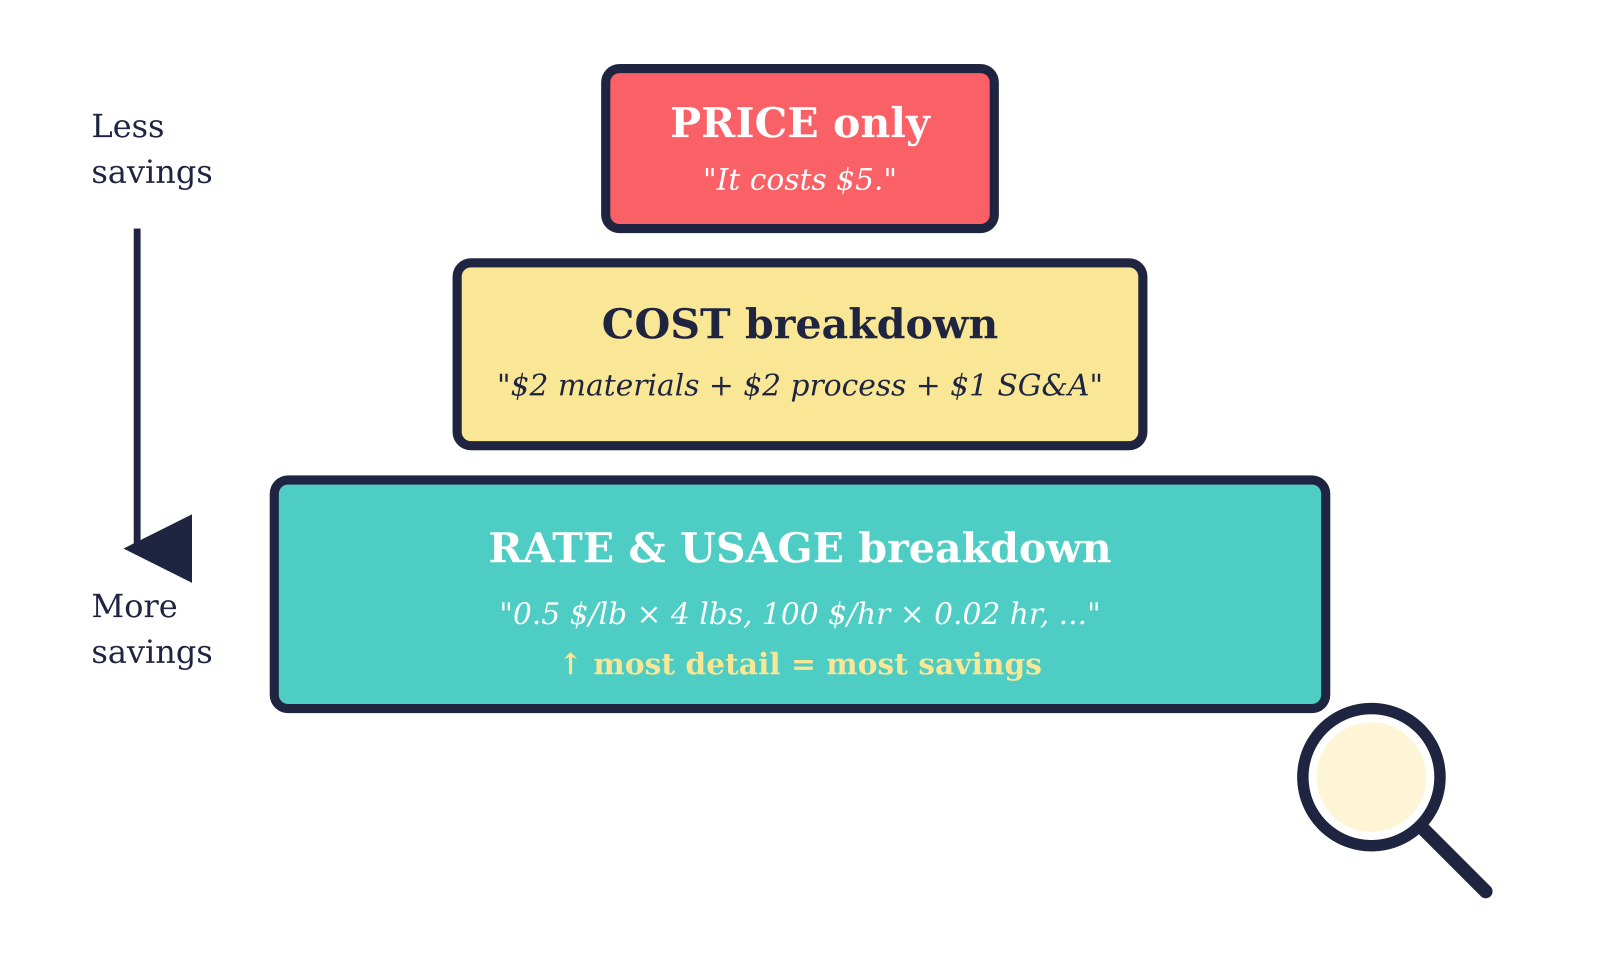 Less
savings
PRICE only
"It costs $5."
COST breakdown
"$2 materials + $2 process + $1 SG&A"
RATE & USAGE breakdown
"0.5 $/lb × 4 lbs, 100 $/hr × 0.02 hr, ..."
↑ most detail = most savings
More
savings